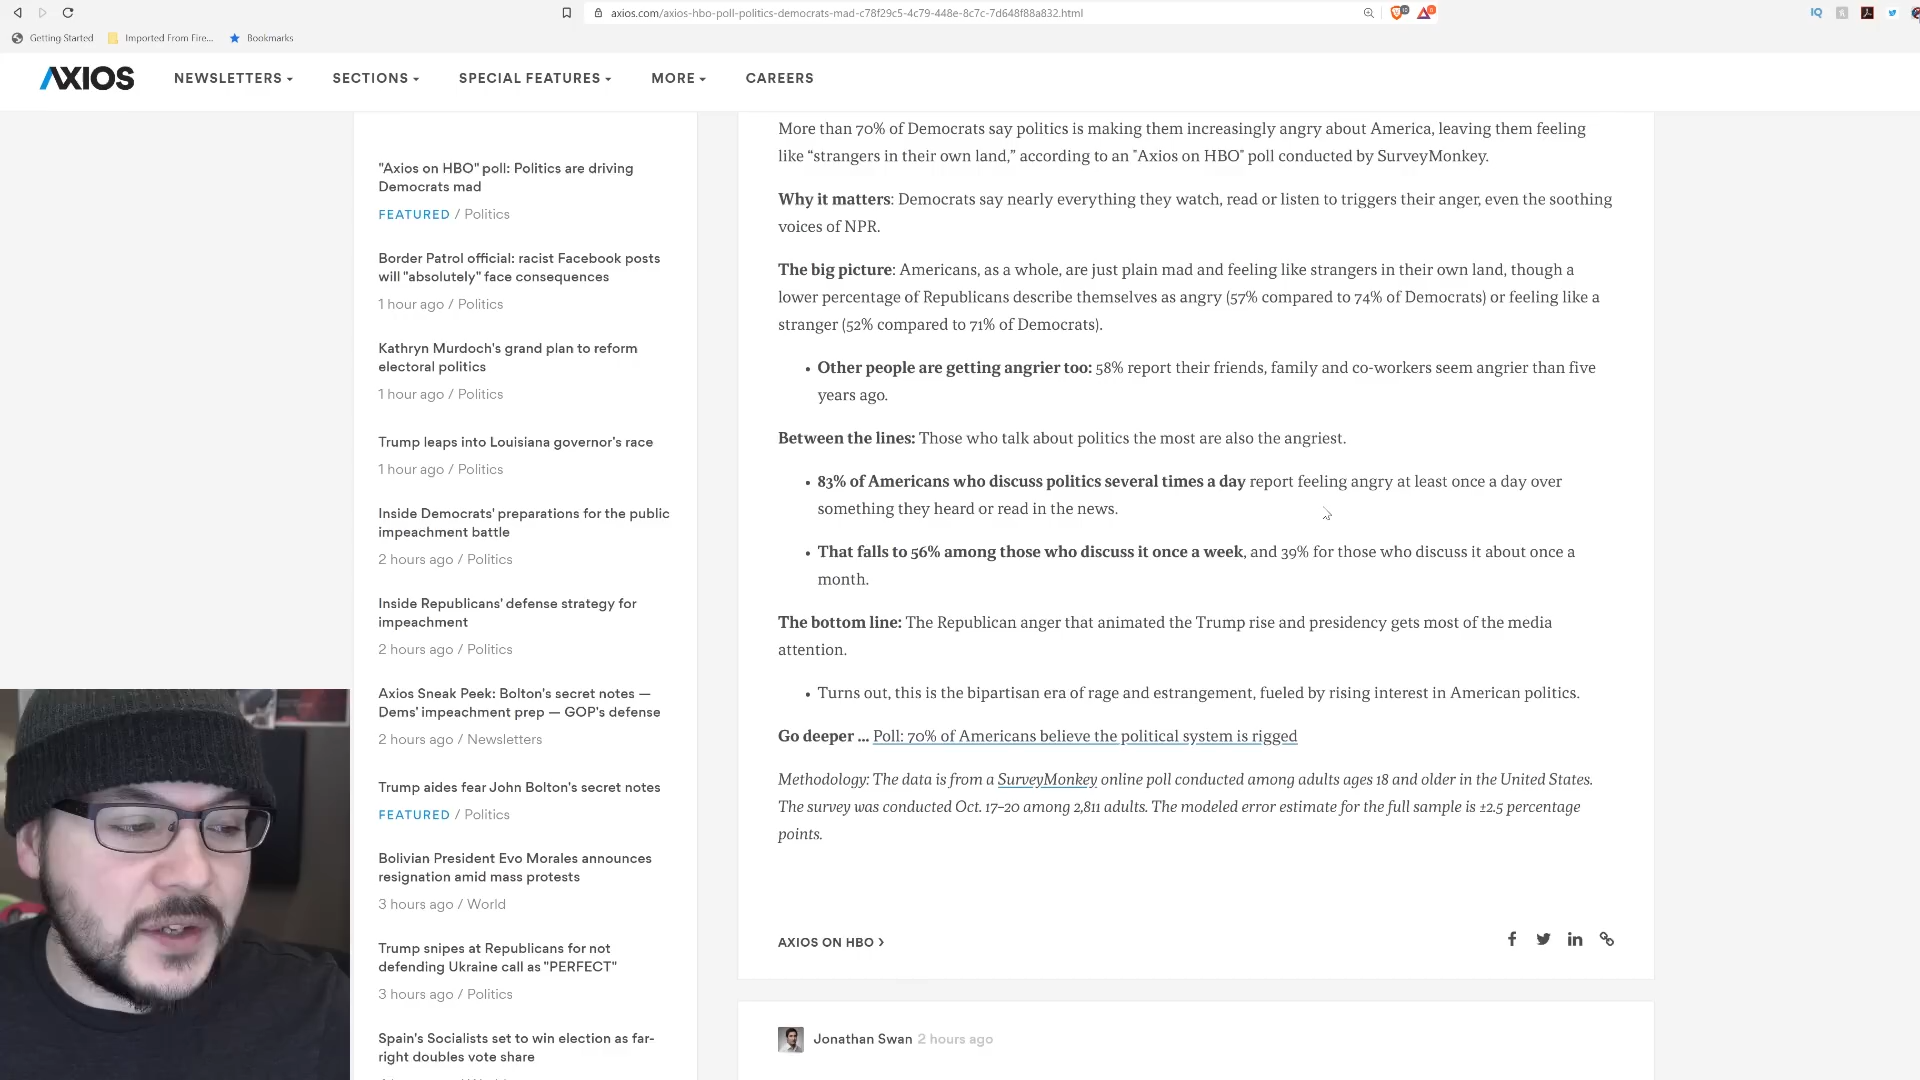 axios.com/axios-hbo-poll-politics-democrats-mad-c78f29c5-4c79-448e-8c7c-7d648f88a832.html
IQ
Getting Started
Imported From Fire...
Bookmarks
AXIOS
NEWSLETTERS
SECTIONS
SPECIAL FEATURES
MORE
CAREERS
"Axios on HBO" poll: Politics are driving
Democrats mad
FEATURED / Politics
Border Patrol official: racist Facebook posts
will "absolutely" face consequences
1 hour ago / Politics
Kathryn Murdoch's grand plan to reform
electoral politics
1 hour ago / Politics
Trump leaps into Louisiana governor's race
1 hour ago / Politics
Inside Democrats' preparations for the public
impeachment battle
2 hours ago / Politics
Inside Republicans' defense strategy for
impeachment
2 hours ago / Politics
Axios Sneak Peek: Bolton's secret notes —
Dems' impeachment prep — GOP's defense
2 hours ago / Newsletters
Trump aides fear John Bolton's secret notes
FEATURED / Politics
Bolivian President Evo Morales announces
resignation amid mass protests
3 hours ago / World
Trump snipes at Republicans for not
defending Ukraine call as "PERFECT"
3 hours ago / Politics
Spain's Socialists set to win election as far-
right doubles vote share
More than 70% of Democrats say politics is making them increasingly angry about America, leaving them feeling
like “strangers in their own land,” according to an "Axios on HBO" poll conducted by SurveyMonkey.
Why it matters: Democrats say nearly everything they watch, read or listen to triggers their anger, even the soothing
voices of NPR.
The big picture: Americans, as a whole, are just plain mad and feeling like strangers in their own land, though a
lower percentage of Republicans describe themselves as angry (57% compared to 74% of Democrats) or feeling like a
stranger (52% compared to 71% of Democrats).
• Other people are getting angrier too: 58% report their friends, family and co-workers seem angrier than five
years ago.
Between the lines: Those who talk about politics the most are also the angriest.
• 83% of Americans who discuss politics several times a day report feeling angry at least once a day over
something they heard or read in the news.
• That falls to 56% among those who discuss it once a week, and 39% for those who discuss it about once a
month.
The bottom line: The Republican anger that animated the Trump rise and presidency gets most of the media
attention.
• Turns out, this is the bipartisan era of rage and estrangement, fueled by rising interest in American politics.
Go deeper ... Poll: 70% of Americans believe the political system is rigged
Methodology: The data is from a SurveyMonkey online poll conducted among adults ages 18 and older in the United States.
The survey was conducted Oct. 17–20 among 2,811 adults. The modeled error estimate for the full sample is ±2.5 percentage
points.
AXIOS ON HBO >
Jonathan Swan 2 hours ago